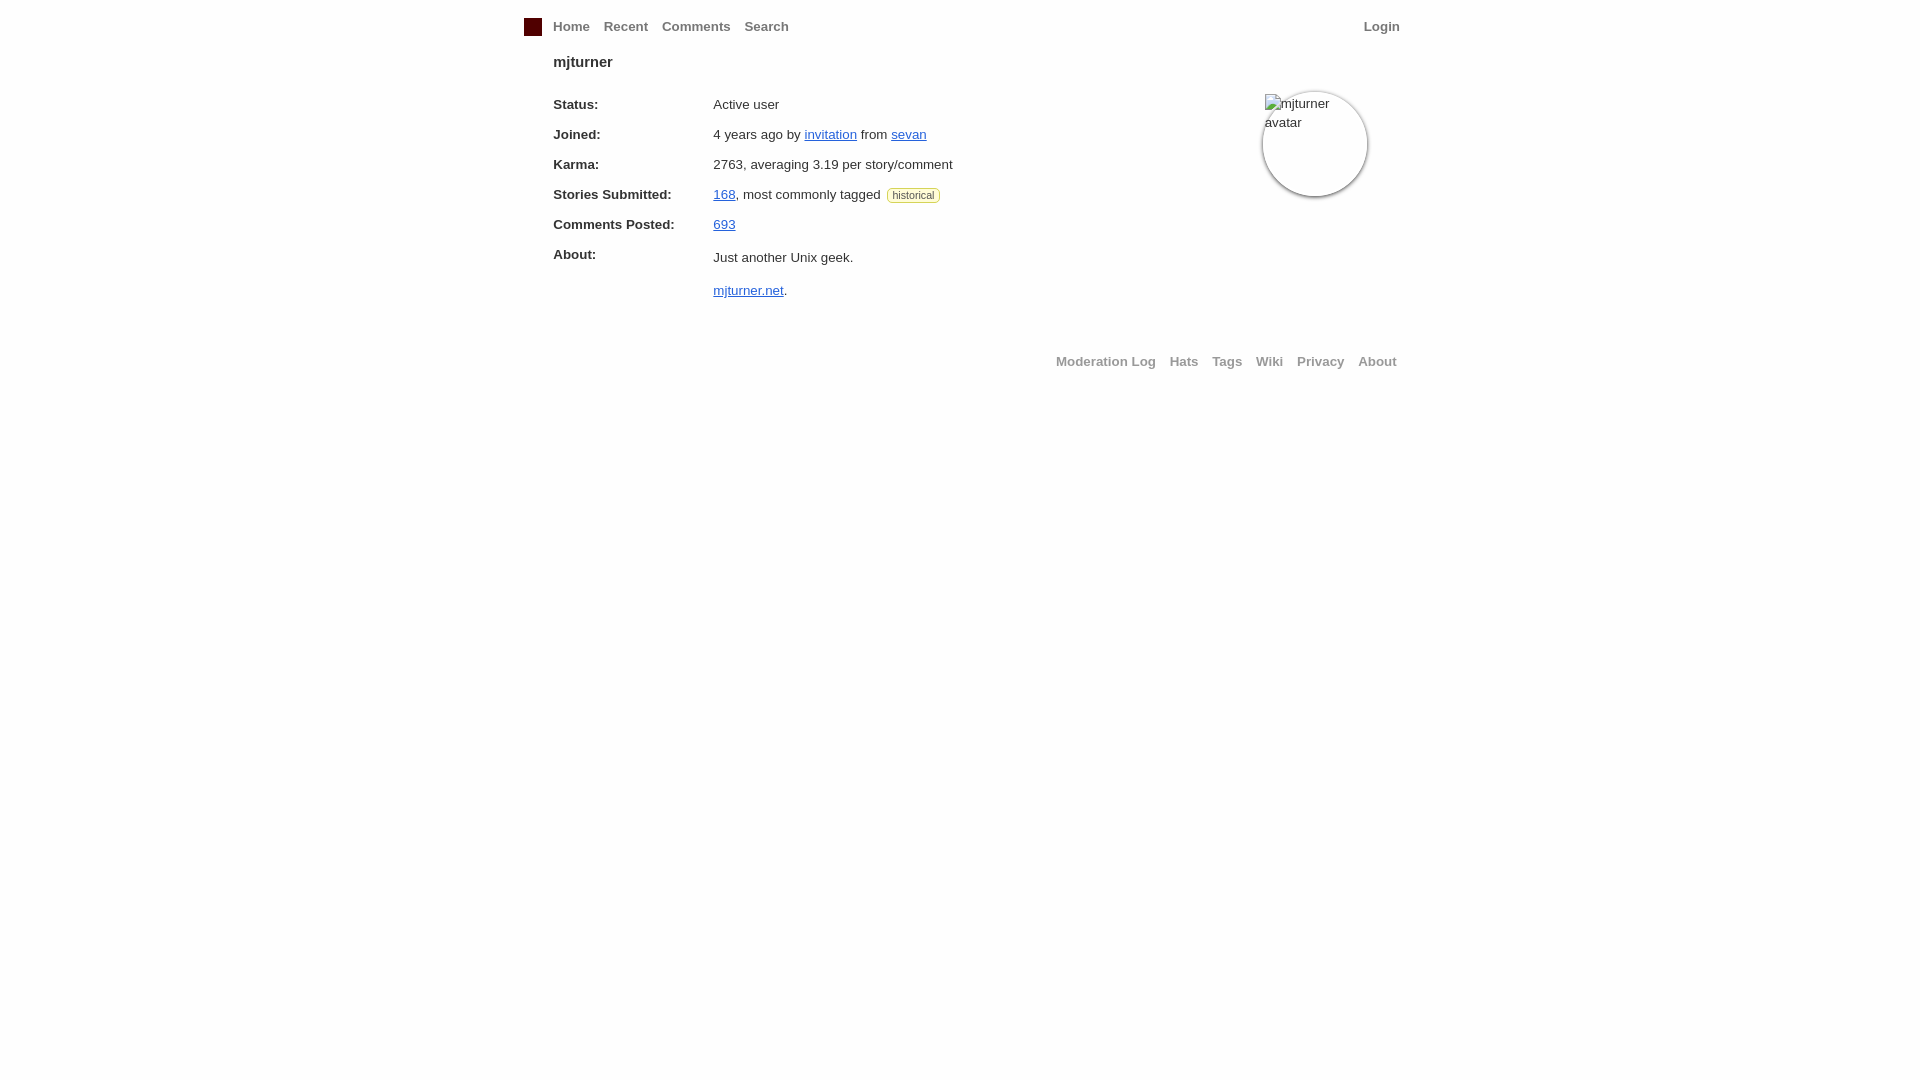 Home Recent Comments Search Login
mjturner
Status: Active user
Joined: 4 years ago by invitation from sevan
Karma: 2763, averaging 3.19 per story/comment
Stories Submitted: 168, most commonly tagged historical
Comments Posted: 693
About: Just another Unix geek.
mjturner.net.
mjturner
avatar
Moderation Log Hats Tags Wiki Privacy About